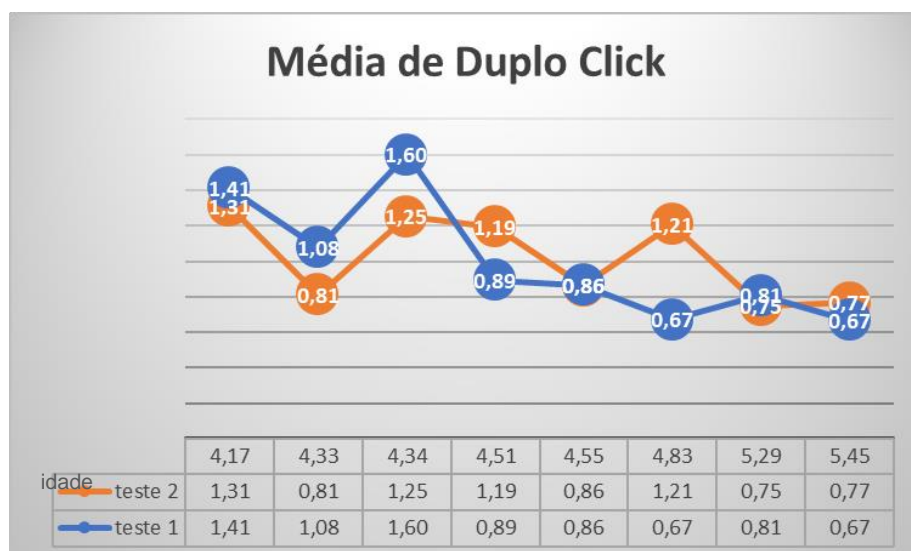 Média de Duplo Click
1,41 1,08 1,60 0,89 0,86 0,67 0,81 0,67
1,31 0,81 1,25 1,19 1,21 0,75 0,77
idade 4,17 4,33 4,34 4,51 4,55 4,83 5,29 5,45
teste 2 1,31 0,81 1,25 1,19 0,86 1,21 0,75 0,77
teste 1 1,41 1,08 1,60 0,89 0,86 0,67 0,81 0,67